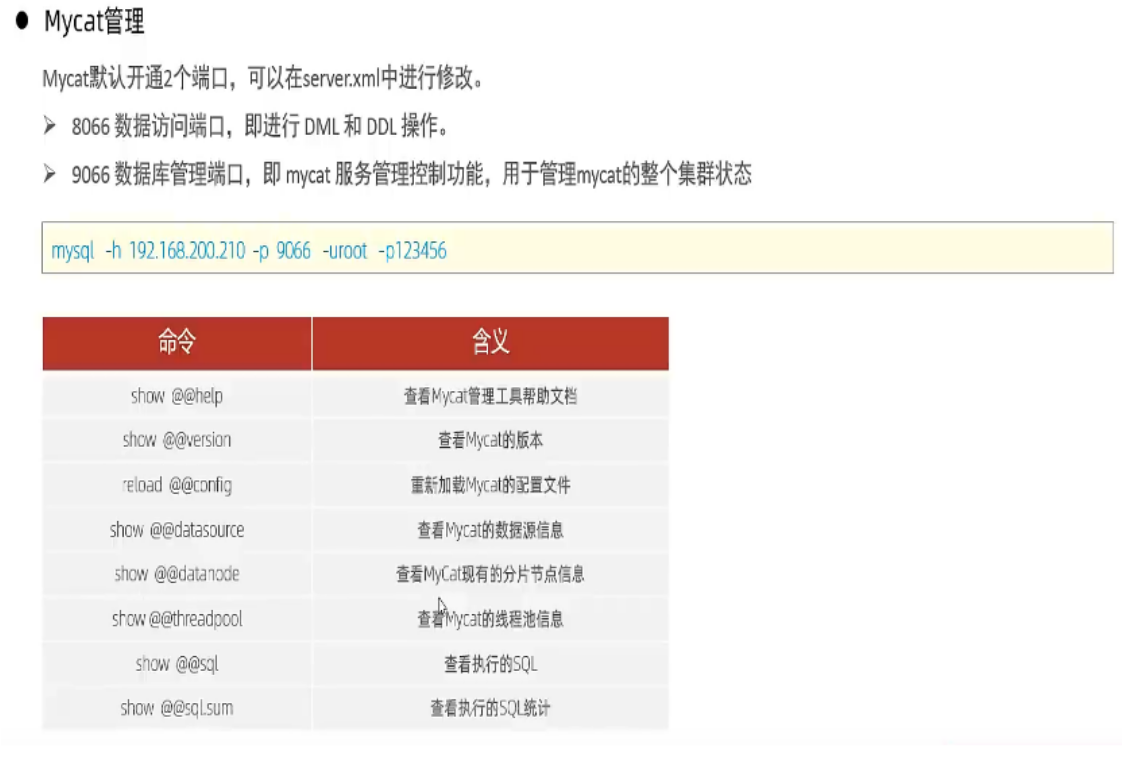 ● Mycat管理
Mycat默认开通2个端口，可以在server.xml中进行修改。
➢ 8066 数据访问端口，即进行 DML 和 DDL 操作。
➢ 9066 数据库管理端口，即 mycat 服务管理控制功能，用于管理mycat的整个集群状态
mysql -h 192.168.200.210 -p 9066 -uroot -p123456
命令 含义
show @@help 查看Mycat管理工具帮助文档
show @@version 查看Mycat的版本
reload @@config 重新加载Mycat的配置文件
show @@datasource 查看Mycat的数据源信息
show @@datanode 查看MyCat现有的分片节点信息
show @@threadpool 查看Mycat的线程池信息
show @@sql 查看执行的SQL
show @@sql.sum 查看执行的SQL统计